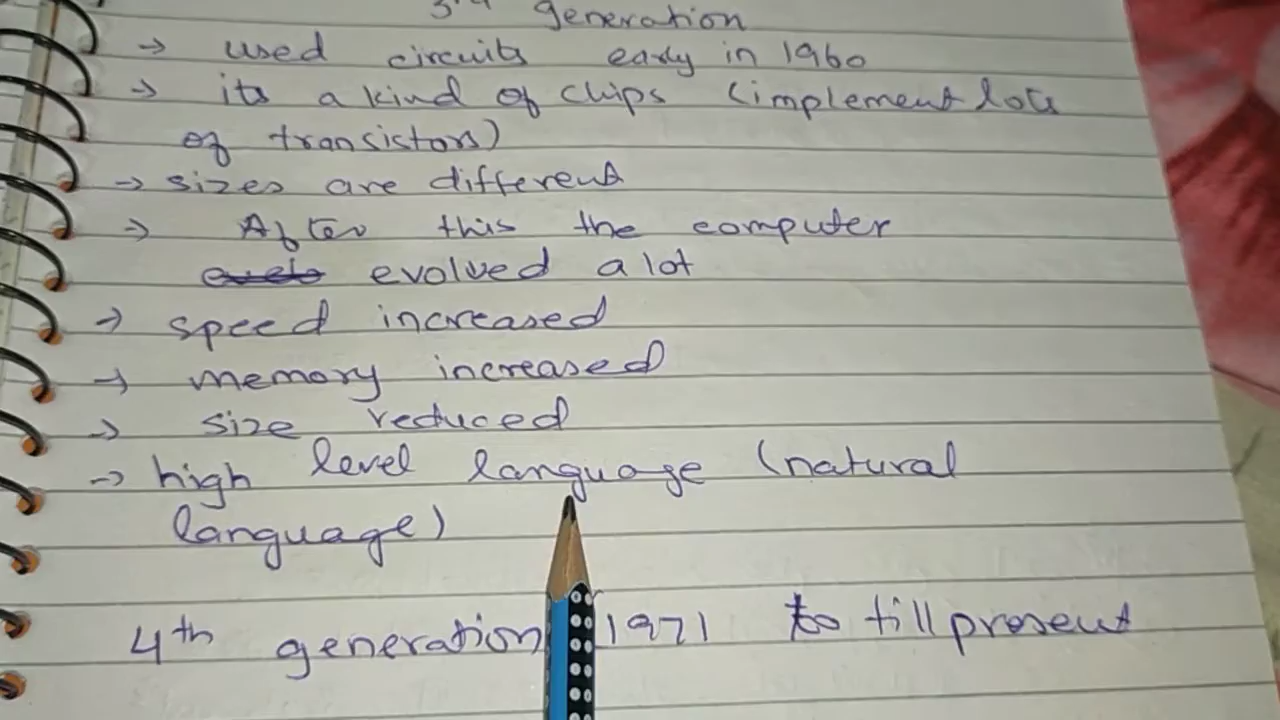 3rd generation
→ used circuits early in 1960
→ its a kind of chips (implement lots
of transistors)
→ sizes are different
→ After this the computer
evolved a lot
→ speed increased
→ memory increased
→ size reduced
→ high level language (natural
language)
4th generation 1971 to till present